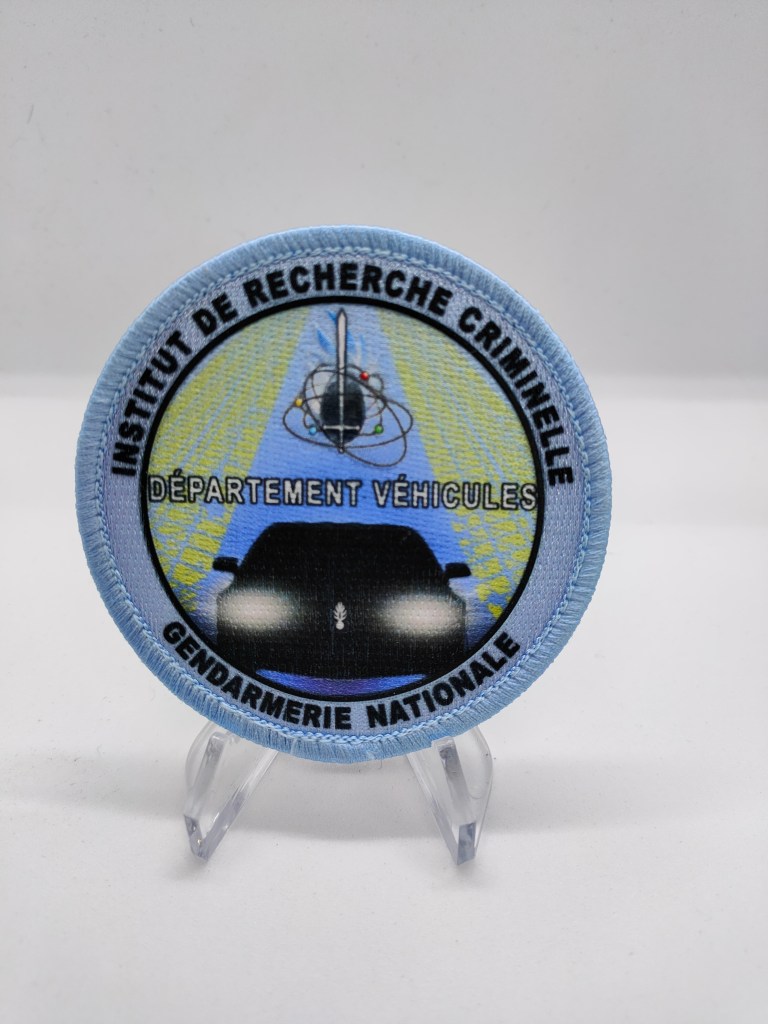 INSTITUT DE RECHERCHE CRIMINELLE
DÉPARTEMENT VÉHICULES
GENDARMERIE NATIONALE